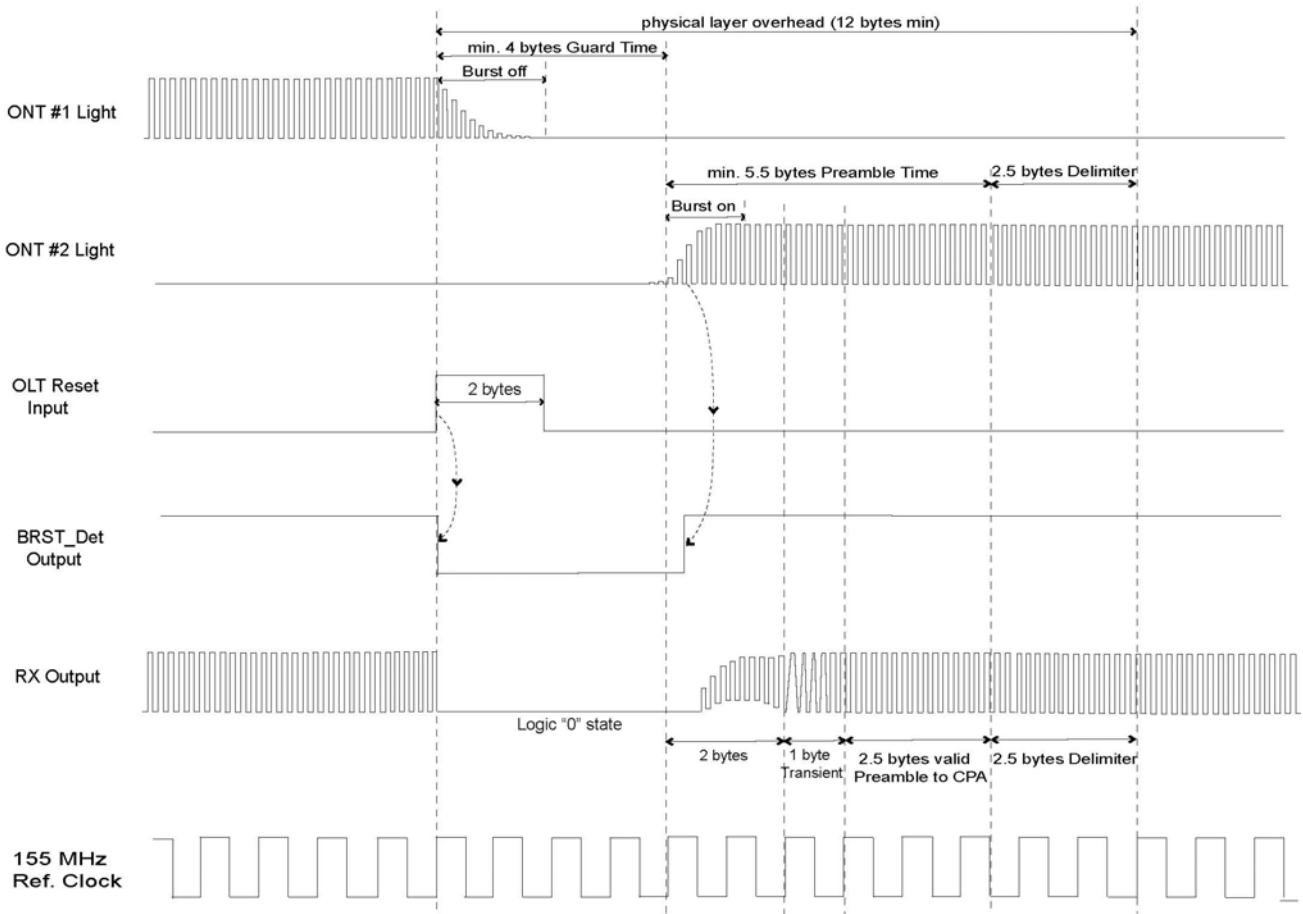 physical layer overhead (12 bytes min)
min. 4 bytes Guard Time
Burst off
ONT #1 Light
min. 5.5 bytes Preamble Time
2.5 bytes Delimiter
Burst on
ONT #2 Light
OLT Reset
Input
2 bytes
BRST_Det
Output
RX Output
Logic "0" state
2 bytes
1 byte
Transient
2.5 bytes valid
Preamble to CPA
2.5 bytes Delimiter
155 MHz
Ref. Clock